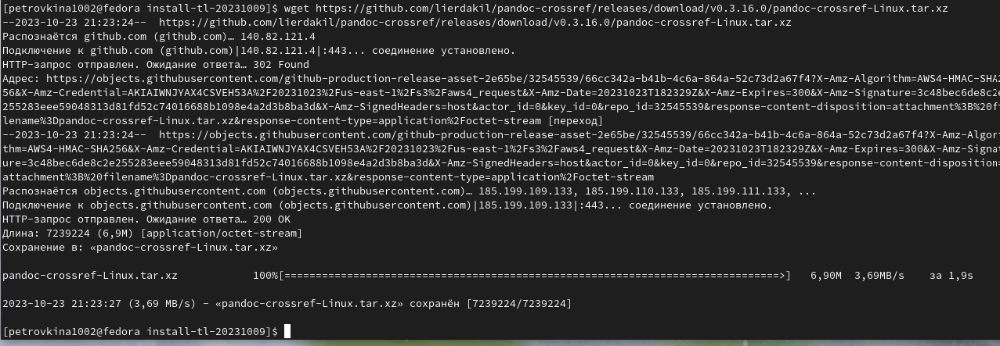 [petrovkina1002@fedora install-tl-20231009]$ wget https://github.com/lierdakil/pandoc-crossref/releases/download/v0.3.16.0/pandoc-crossref-Linux.tar.xz
--2023-10-23 21:23:24--  https://github.com/lierdakil/pandoc-crossref/releases/download/v0.3.16.0/pandoc-crossref-Linux.tar.xz
Распознаётся github.com (github.com)… 140.82.121.4
Подключение к github.com (github.com)|140.82.121.4|:443... соединение установлено.
HTTP-запрос отправлен. Ожидание ответа… 302 Found
Адрес: https://objects.githubusercontent.com/github-production-release-asset-2e65be/32545539/66cc342a-b41b-4c6a-864a-52c73d2a67f4?X-Amz-Algorithm=AWS4-HMAC-SHA2
56&X-Amz-Credential=AKIAIWNJYAX4CSVEH53A%2F20231023%2Fus-east-1%2Fs3%2Faws4_request&X-Amz-Date=20231023T182329Z&X-Amz-Expires=300&X-Amz-Signature=3c48bec6de8c2e
255283eee59048313d81fd52c74016688b1098e4a2d3b8ba3d&X-Amz-SignedHeaders=host&actor_id=0&key_id=0&repo_id=32545539&response-content-disposition=attachment%3B%20f
lename%3Dpandoc-crossref-Linux.tar.xz&response-content-type=application%2Foctet-stream [переход]
--2023-10-23 21:23:24--  https://objects.githubusercontent.com/github-production-release-asset-2e65be/32545539/66cc342a-b41b-4c6a-864a-52c73d2a67f4?X-Amz-Algor
thm=AWS4-HMAC-SHA256&X-Amz-Credential=AKIAIWNJYAX4CSVEH53A%2F20231023%2Fus-east-1%2Fs3%2Faws4_request&X-Amz-Date=20231023T182329Z&X-Amz-Expires=300&X-Amz-Signat
ure=3c48bec6de8c2e255283eee59048313d81fd52c74016688b1098e4a2d3b8ba3d&X-Amz-SignedHeaders=host&actor_id=0&key_id=0&repo_id=32545539&response-content-disposition=
attachment%3B%20filename%3Dpandoc-crossref-Linux.tar.xz&response-content-type=application%2Foctet-stream
Распознаётся objects.githubusercontent.com (objects.githubusercontent.com)… 185.199.109.133, 185.199.110.133, 185.199.111.133, ...
Подключение к objects.githubusercontent.com (objects.githubusercontent.com)|185.199.109.133|:443... соединение установлено.
HTTP-запрос отправлен. Ожидание ответа… 200 OK
Длина: 7239224 (6,9M) [application/octet-stream]
Сохранение в: «pandoc-crossref-Linux.tar.xz»
pandoc-crossref-Linux.tar.xz            100%[===============================================================================>]   6,90M  3,69MB/s    за 1,9s
2023-10-23 21:23:27 (3,69 MB/s) - «pandoc-crossref-Linux.tar.xz» сохранён [7239224/7239224]
[petrovkina1002@fedora install-tl-20231009]$